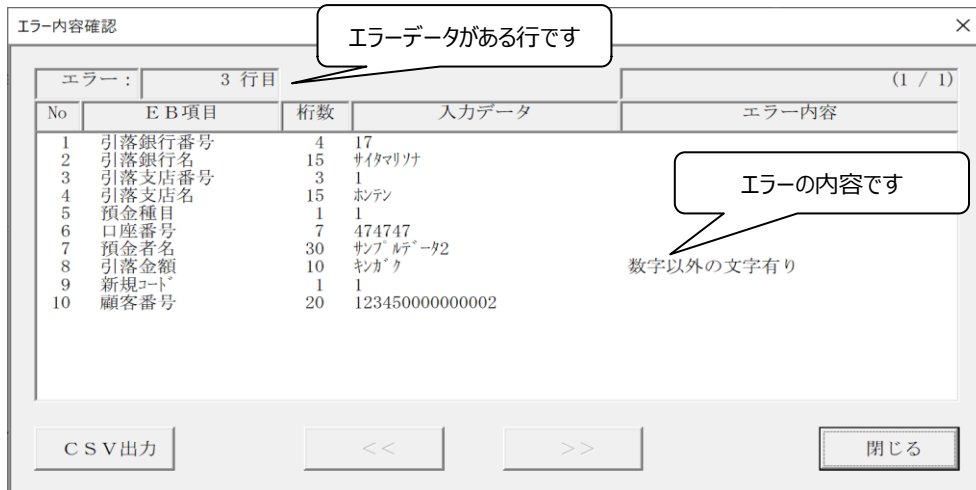 エラー内容確認
エラーデータがある行です
エラー： 3 行目 (1 / 1)
No ＥＢ項目 桁数 入力データ エラー内容
1 引落銀行番号 4 17
2 引落銀行名 15 ｻｲﾀﾏﾘｿﾅ
3 引落支店番号 3 1
4 引落支店名 15 ﾎﾝﾃﾝ
5 預金種目 1 1
6 口座番号 7 474747
7 預金者名 30 ｻﾝﾌﾟﾙﾃﾞｰﾀ2
8 引落金額 10 ｷﾝｶﾞｸ 数字以外の文字有り
9 新規ｺｰﾄﾞ 1 1
10 顧客番号 20 123450000000002
エラーの内容です
ＣＳＶ出力 << >> 閉じる